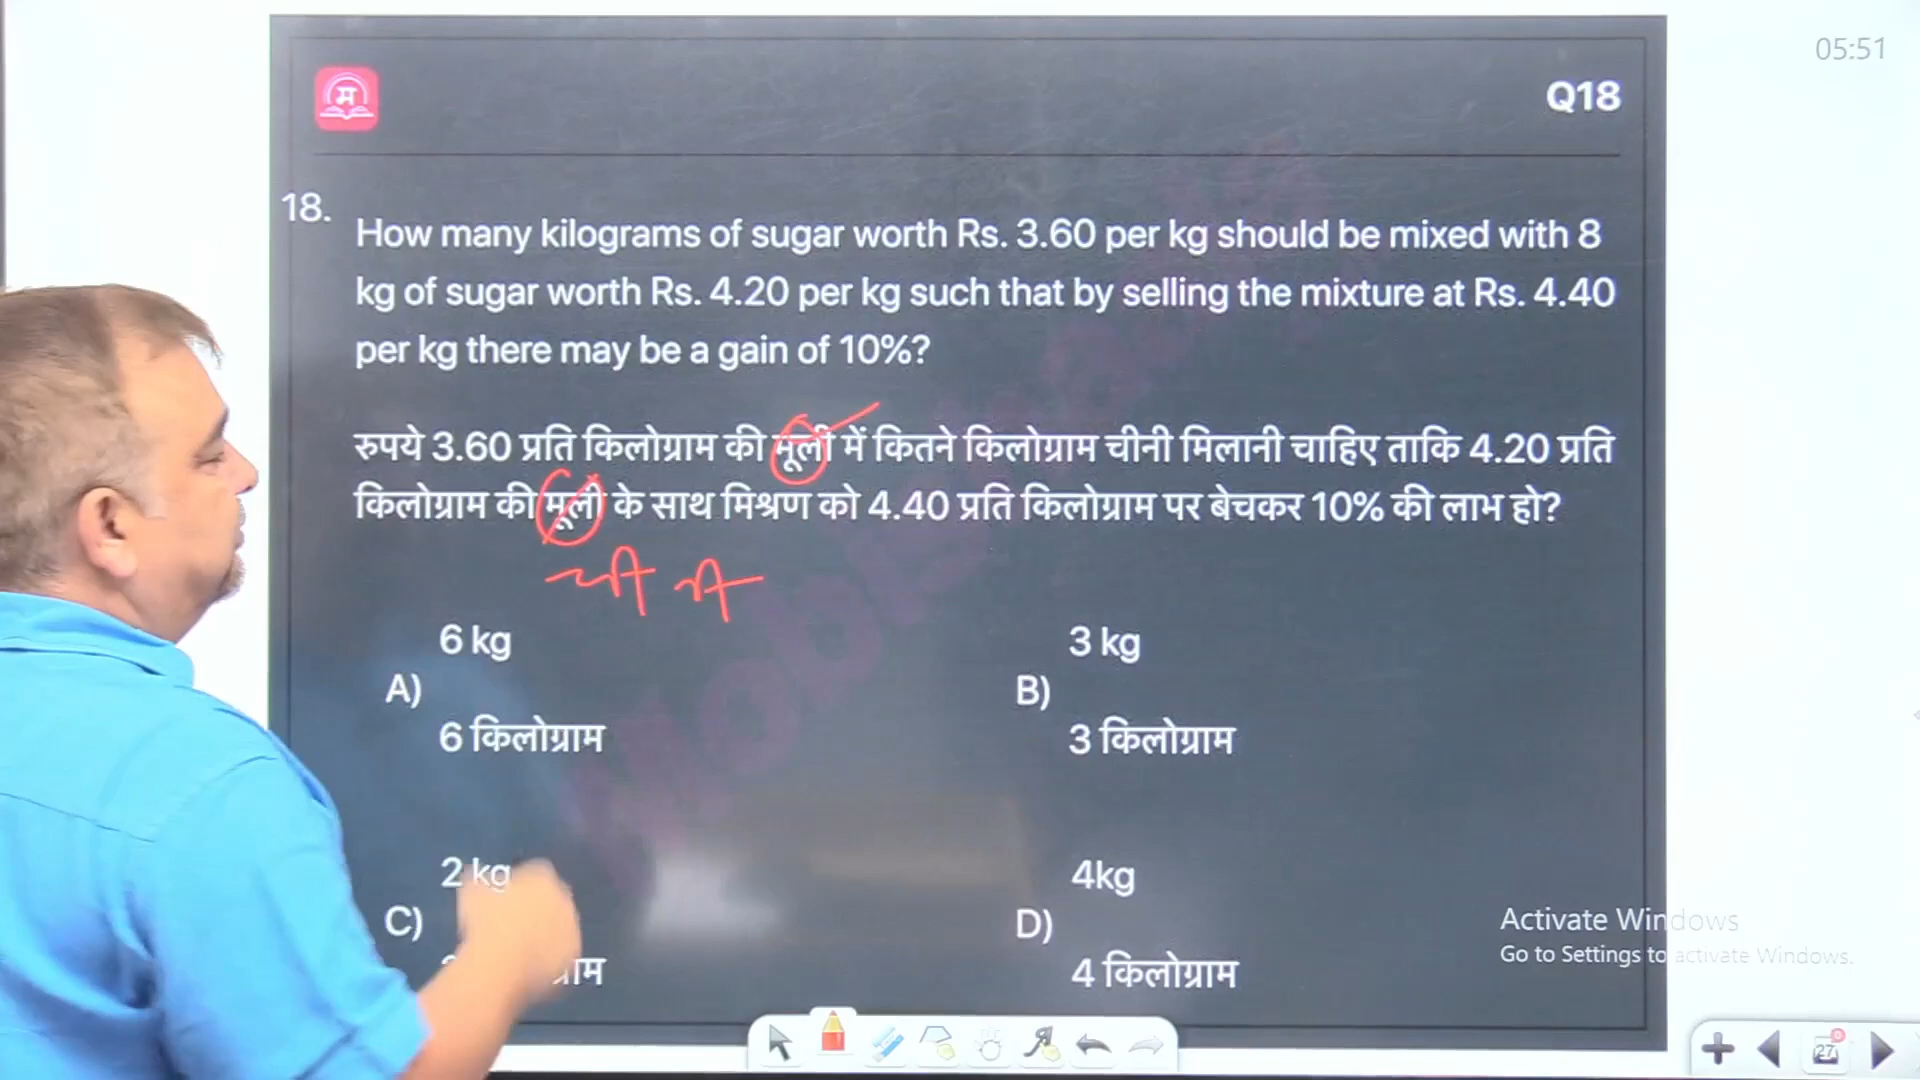 05:51
म
Q18
18.
How many kilograms of sugar worth Rs. 3.60 per kg should be mixed with 8
kg of sugar worth Rs. 4.20 per kg such that by selling the mixture at Rs. 4.40
per kg there may be a gain of 10%?
रुपये 3.60 प्रति किलोग्राम की मूली में कितने किलोग्राम चीनी मिलानी चाहिए ताकि 4.20 प्रति
किलोग्राम की मूली के साथ मिश्रण को 4.40 प्रति किलोग्राम पर बेचकर 10% की लाभ हो?
6 kg
A)
6 किलोग्राम
3 kg
B)
3 किलोग्राम
2 kg
C)
4kg
D)
4 किलोग्राम
Activate Windows
Go to Settings to activate Windows.
27